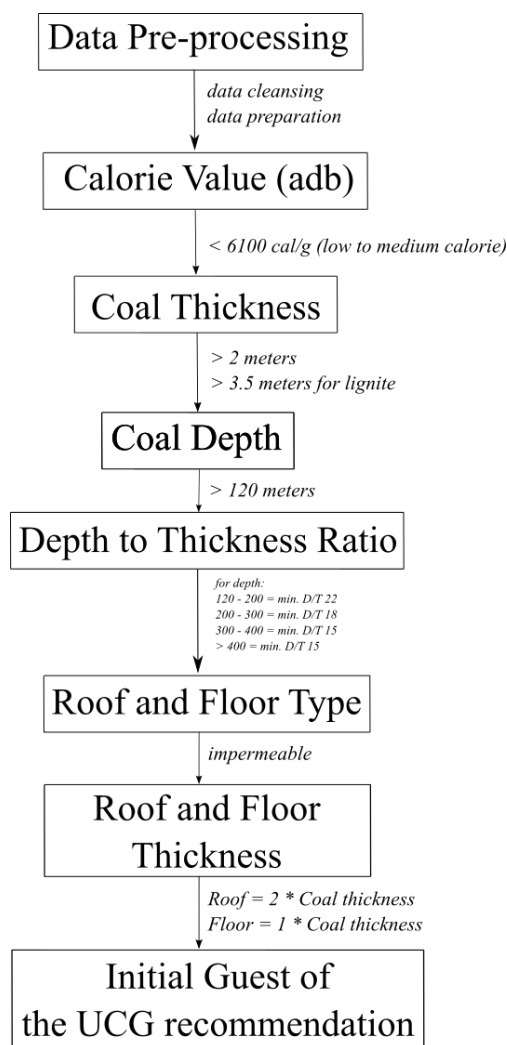 Data Pre-processing
data cleansing
data preparation
Calorie Value (adb)
< 6100 cal/g (low to medium calorie)
Coal Thickness
> 2 meters
> 3.5 meters for lignite
Coal Depth
> 120 meters
Depth to Thickness Ratio
for depth:
120 - 200 = min. D/T 22
200 - 300 = min. D/T 18
300 - 400 = min. D/T 15
> 400 = min. D/T 15
Roof and Floor Type
impermeable
Roof and Floor
Thickness
Roof = 2 * Coal thickness
Floor = 1 * Coal thickness
Initial Guest of
the UCG recommendation